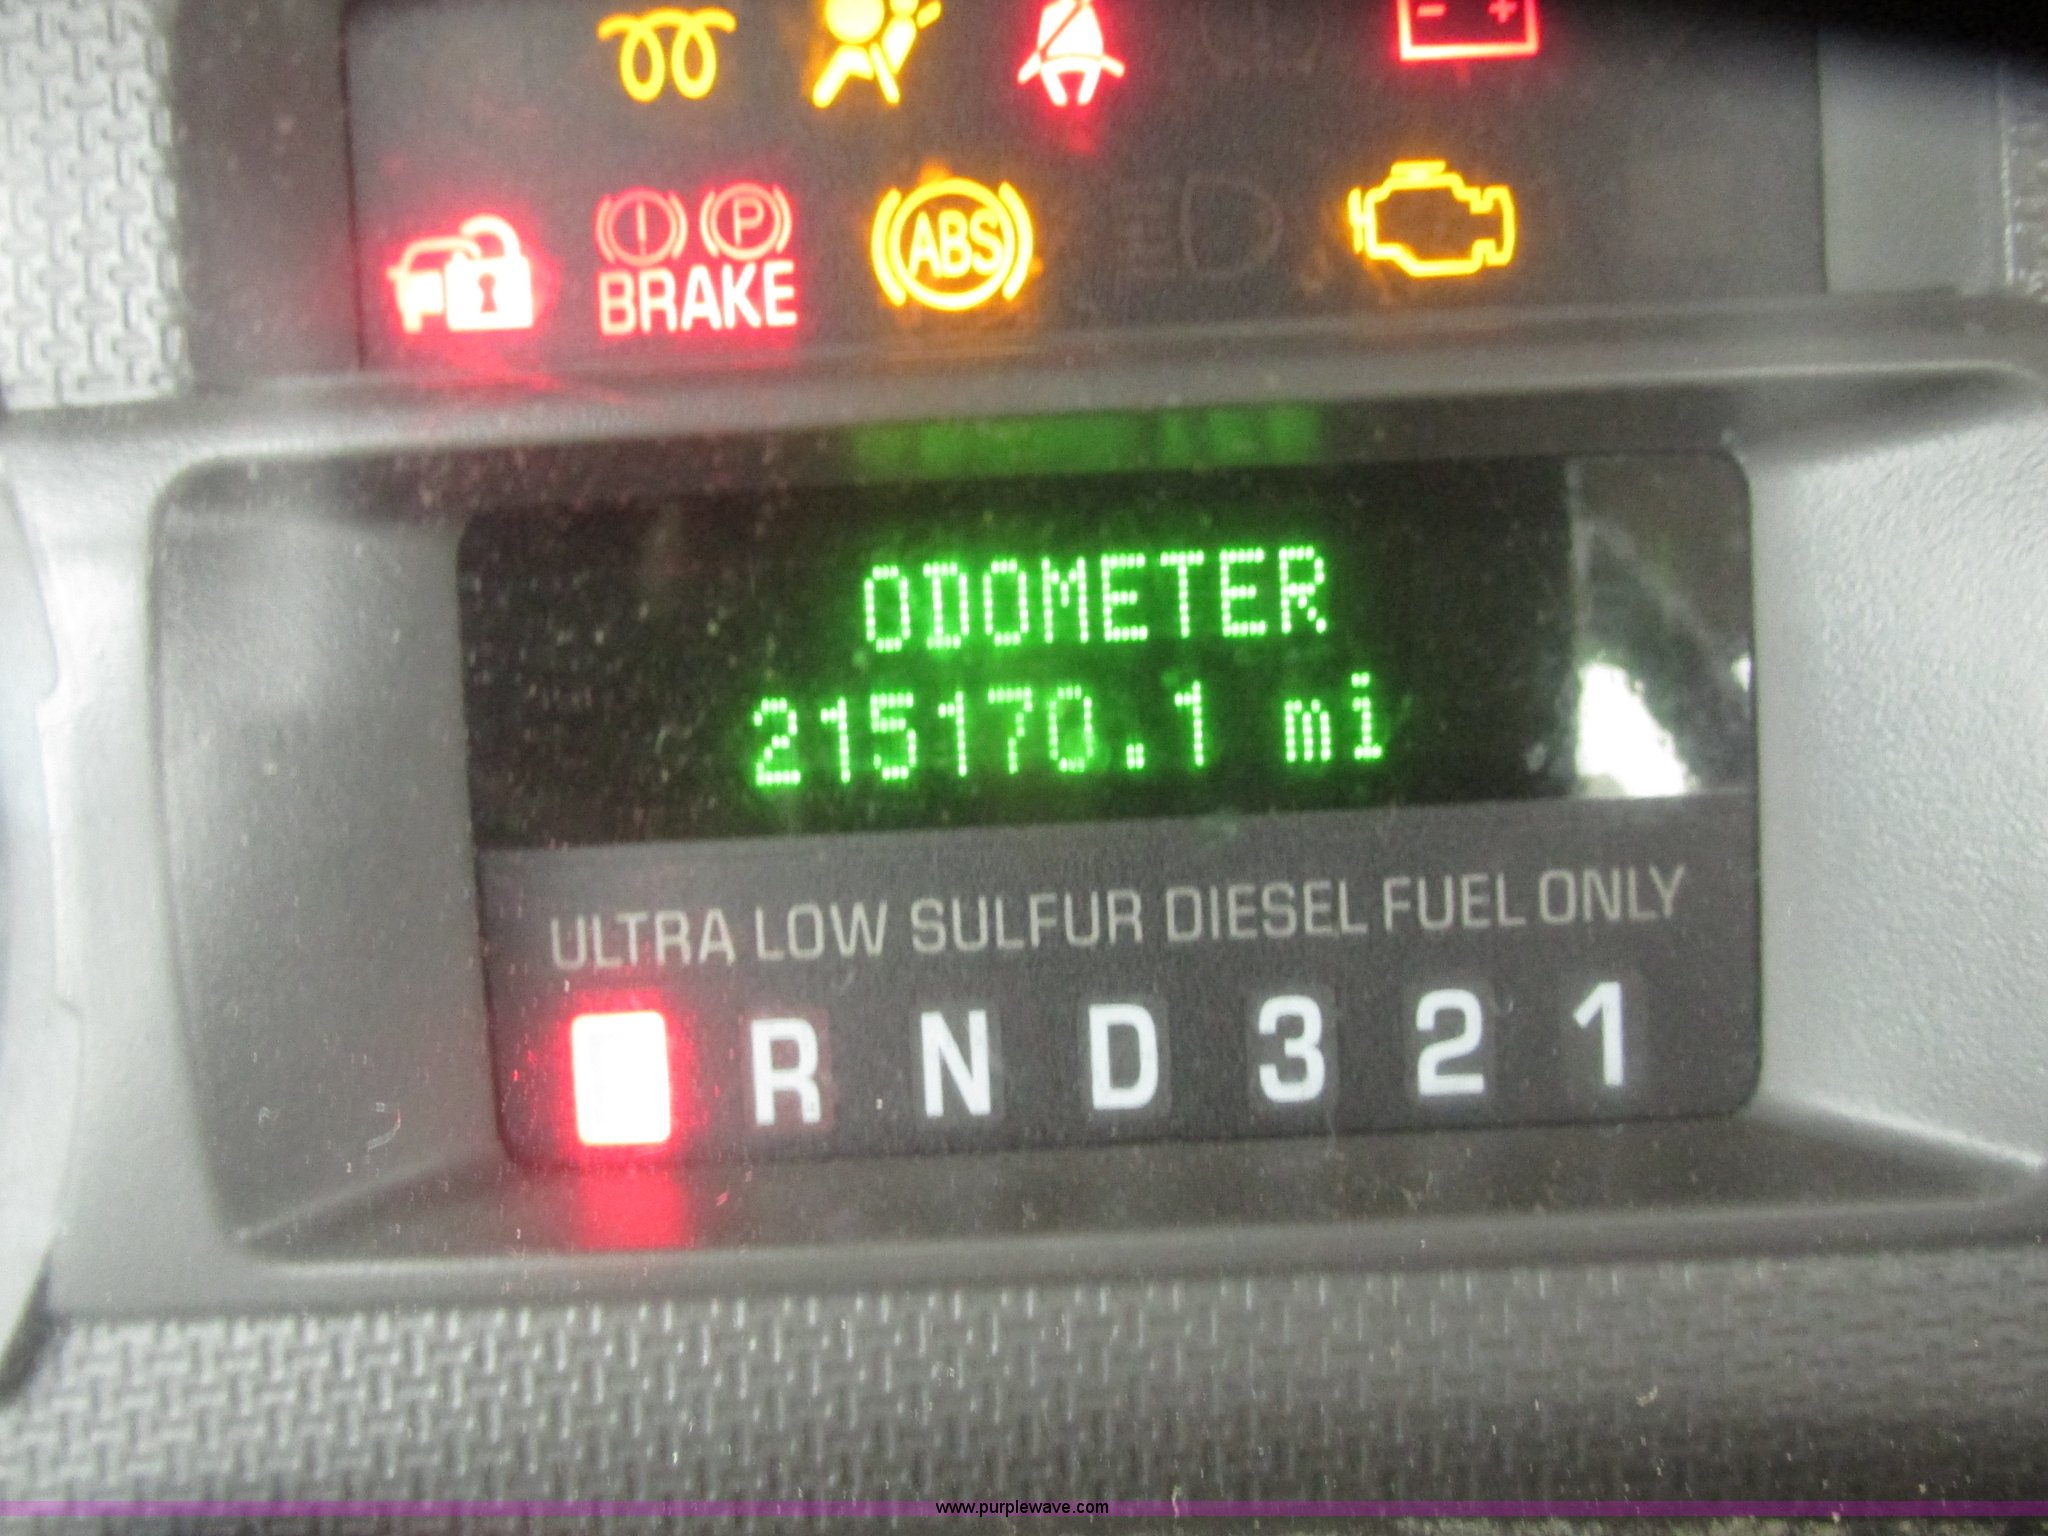 - +
P
BRAKE
ABS
ODOMETER
215170.1 mi
ULTRA LOW SULFUR DIESEL FUEL ONLY
R N D 3 2 1
www.purplewave.com